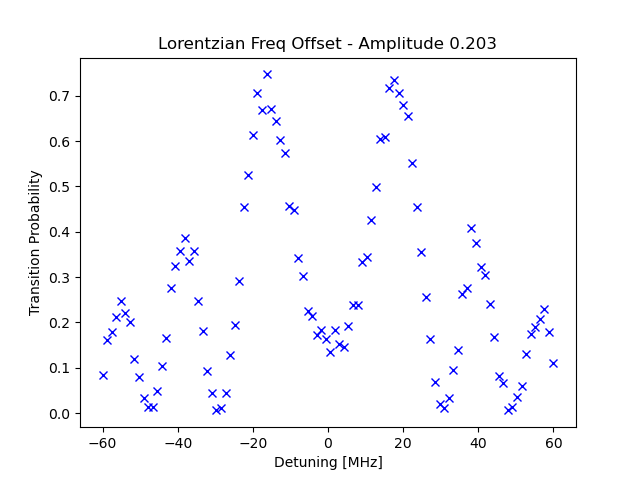 Lorentzian Freq Offset - Amplitude 0.203
Transition Probability
0.7
0.6
0.5
0.4
0.3
0.2
0.1
0.0
−60 −40 −20 0 20 40 60
Detuning [MHz]